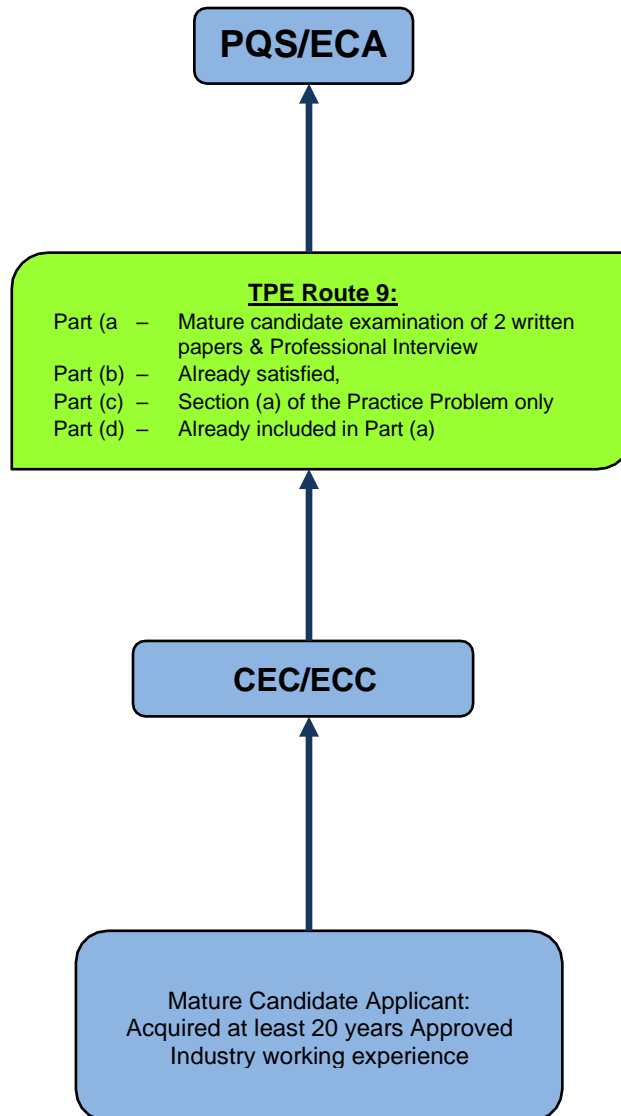 PQS/ECA
TPE Route 9:
Part (a – Mature candidate examination of 2 written
papers & Professional Interview
Part (b) – Already satisfied,
Part (c) – Section (a) of the Practice Problem only
Part (d) – Already included in Part (a)
CEC/ECC
Mature Candidate Applicant:
Acquired at least 20 years Approved
Industry working experience